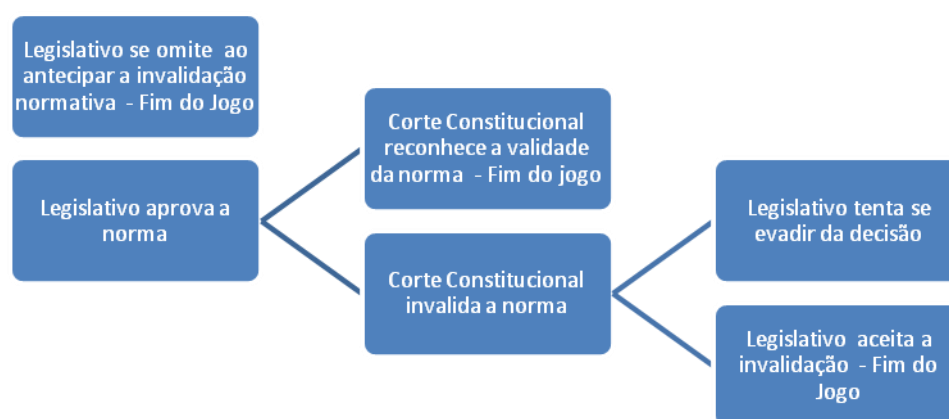 Legislativo se omite ao
antecipar a invalidação
normativa - Fim do Jogo
Legislativo aprova a
norma
Corte Constitucional
reconhece a validade
da norma - Fim do jogo
Corte Constitucional
invalida a norma
Legislativo tenta se
evadir da decisão
Legislativo aceita a
invalidação - Fim do
Jogo